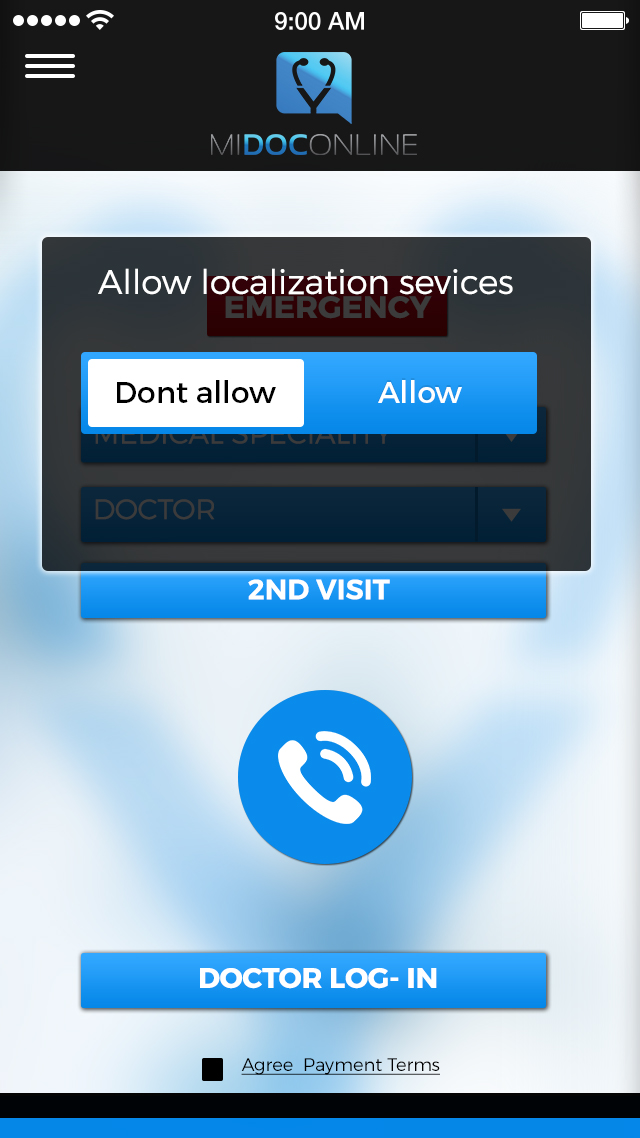 9:00 AM
MIDOCONLINE
Allow localization sevices
EMERGENCY
Dont allow Allow
MEDICAL SPECIALITY
DOCTOR
2ND VISIT
DOCTOR LOG- IN
Agree Payment Terms